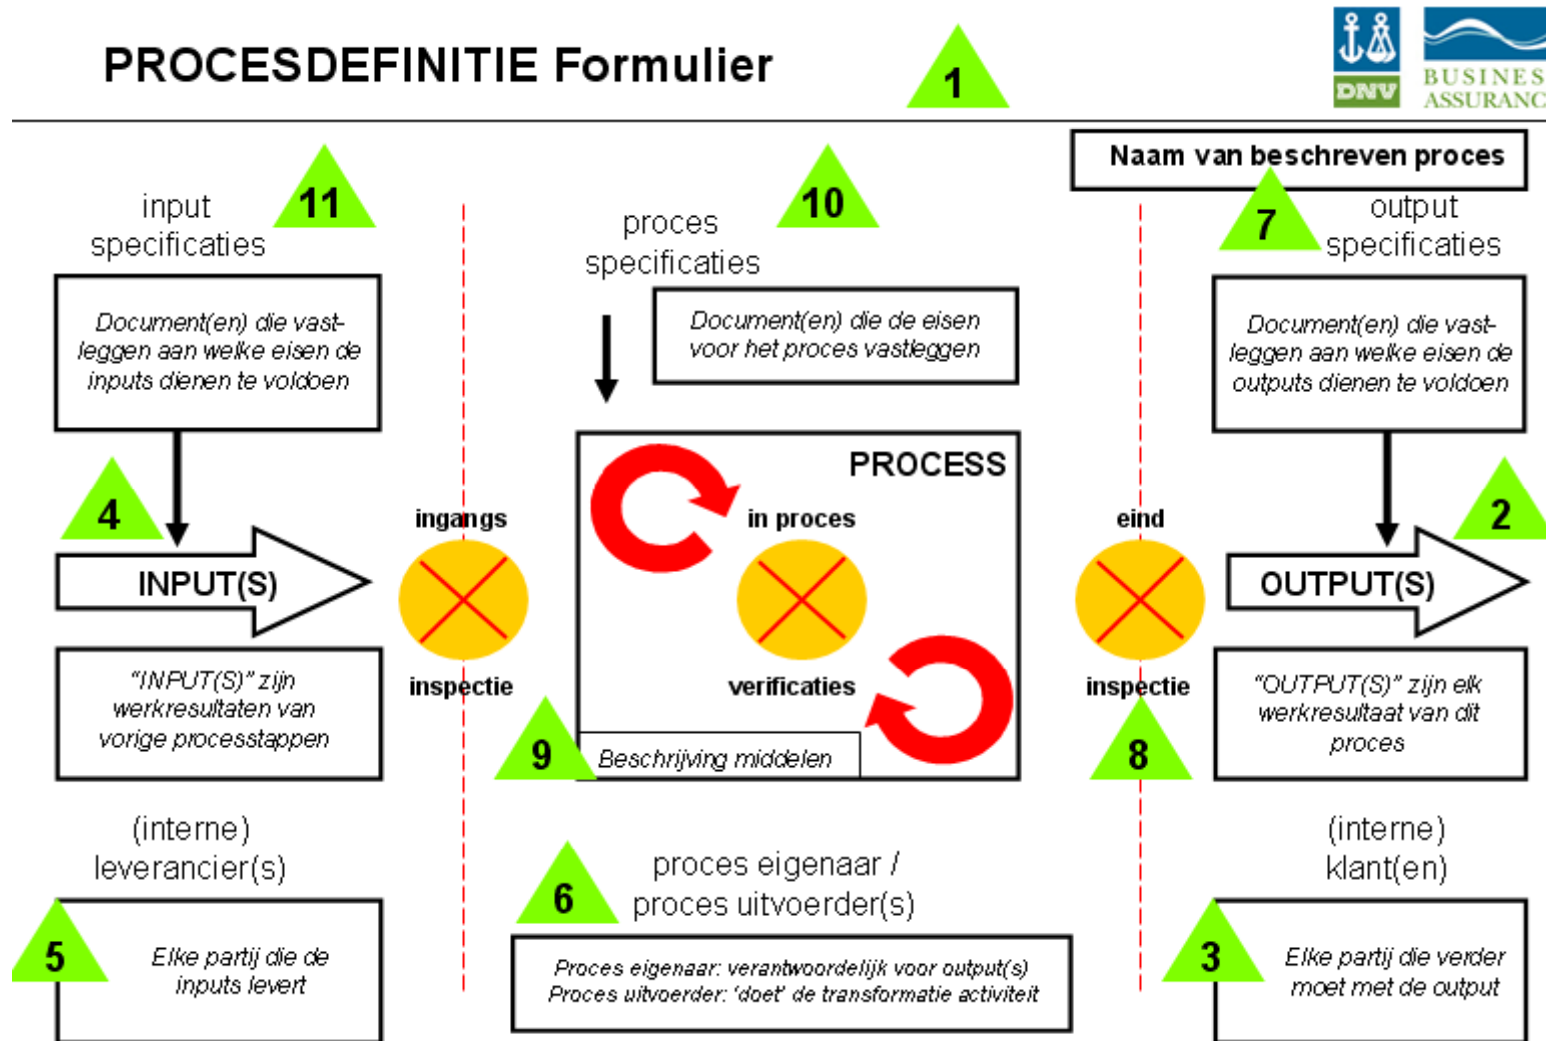 PROCESDEFINITIE Formulier
1
DNV
BUSINES
ASSURANC
Naam van beschreven proces
11
input
specificaties
Document(en) die vast-
leggen aan welke eisen de
inputs dienen te voldoen
10
proces
specificaties
Document(en) die de eisen
voor het proces vastleggen
7
output
specificaties
Document(en) die vast-
leggen aan welke eisen de
outputs dienen te voldoen
4
INPUT(S)
"INPUT(S)" zijn
werkresultaten van
vorige processtappen
ingangs
inspectie
PROCESS
in proces
verificaties
9
Beschrijving middelen
eind
inspectie
8
2
OUTPUT(S)
"OUTPUT(S)" zijn elk
werkresultaat van dit
proces
(interne)
leverancier(s)
5
Elke partij die de
inputs levert
6
proces eigenaar /
proces uitvoerder(s)
Proces eigenaar: verantwoordelijk voor output(s)
Proces uitvoerder: 'doet' de transformatie activiteit
(interne)
klant(en)
3
Elke partij die verder
moet met de output